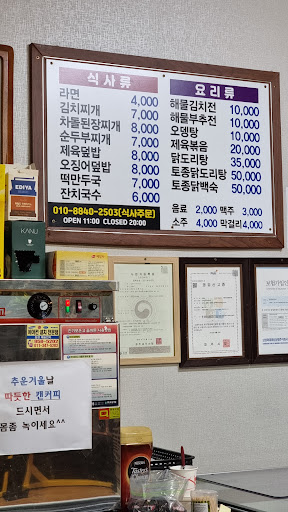 식사류
라면 4,000
김치찌개 8,000
차돌된장찌개 8,000
순두부찌개 8,000
제육덮밥 8,000
오징어덮밥 8,000
떡만두국 7,000
잔치국수 6,000
010-8840-2503(식사주문)
OPEN 11:00 CLOSED 20:00
요리류
해물김치전 10,000
해물부추전 10,000
오뎅탕 10,000
제육볶음 20,000
닭도리탕 35,000
토종닭도리탕 50,000
토종닭백숙 50,000
음료 2,000 맥주 3,000
소주 4,000 막걸리 4,000
EDIYA
KANU
추운겨울날
따뜻한 캔커피
드시면서
몸좀 녹이세요^^